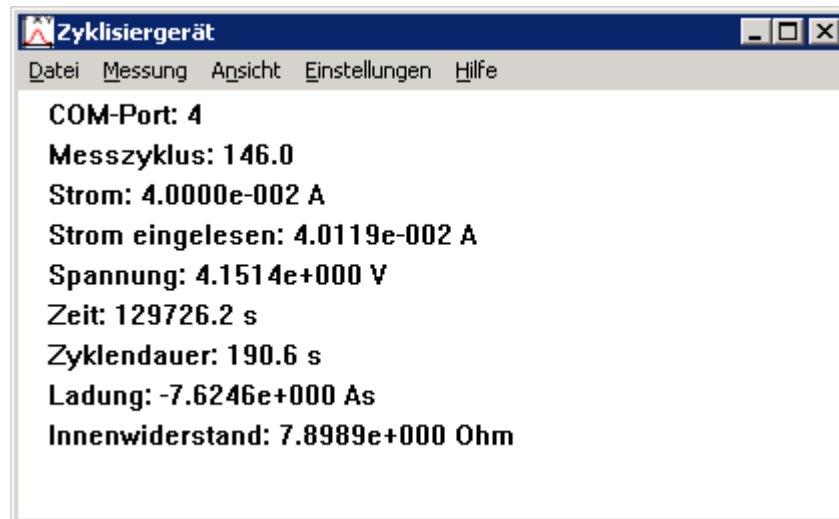 Zyklisiergerät
Datei Messung Ansicht Einstellungen Hilfe
COM-Port: 4
Messzyklus: 146.0
Strom: 4.0000e-002 A
Strom eingelesen: 4.0119e-002 A
Spannung: 4.1514e+000 V
Zeit: 129726.2 s
Zyklendauer: 190.6 s
Ladung: -7.6246e+000 As
Innenwiderstand: 7.8989e+000 Ohm